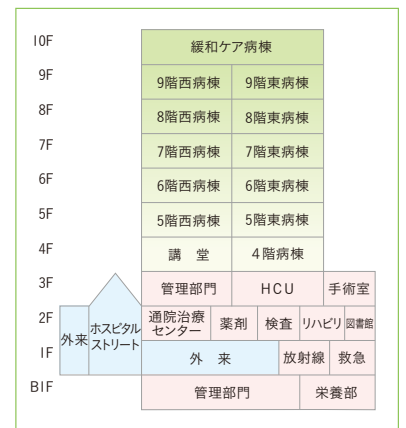 10F
緩和ケア病棟
9F
9階西病棟 9階東病棟
8F
8階西病棟 8階東病棟
7F
7階西病棟 7階東病棟
6F
6階西病棟 6階東病棟
5F
5階西病棟 5階東病棟
4F
講 堂 4階病棟
3F
管理部門 HCU 手術室
2F
外来
ホスピタル
ストリート
通院治療
センター
薬剤 検査 リハビリ 図書館
1F
外 来 放射線 救急
B1F
管理部門 栄養部